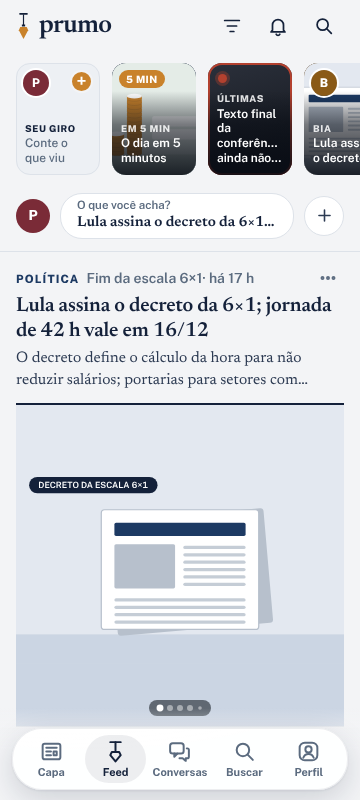 prumo
P
SEU GIRO
Conte o
que viu
5 MIN
EM 5 MIN
O dia em 5
minutos
ÚLTIMAS
Texto final
da
conferên...
ainda não...
B
BIA
Lula ass
o decret
P
O que você acha?
Lula assina o decreto da 6×1...
POLÍTICA Fim da escala 6×1· há 17 h
Lula assina o decreto da 6×1; jornada
de 42 h vale em 16/12
O decreto define o cálculo da hora para não
reduzir salários; portarias para setores com...
DECRETO DA ESCALA 6×1
Capa
Feed
Conversas
Buscar
Perfil